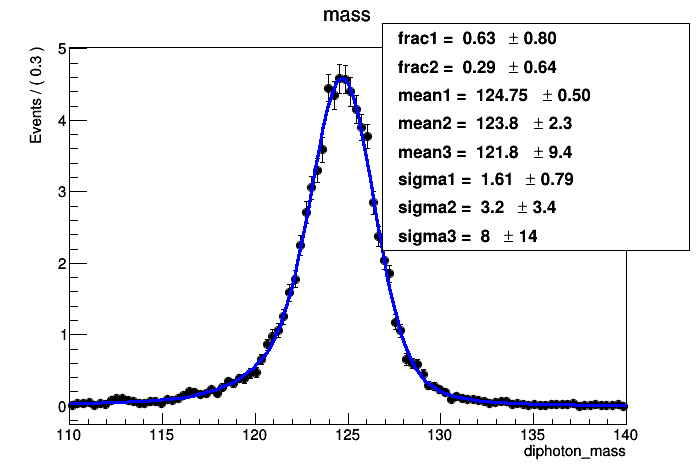 mass
frac1 = 0.63 ± 0.80
frac2 = 0.29 ± 0.64
mean1 = 124.75 ± 0.50
mean2 = 123.8 ± 2.3
mean3 = 121.8 ± 9.4
sigma1 = 1.61 ± 0.79
sigma2 = 3.2 ± 3.4
sigma3 = 8 ± 14
Events / ( 0.3 )
5
4
3
2
1
0
110 115 120 125 130 135 140
diphoton_mass